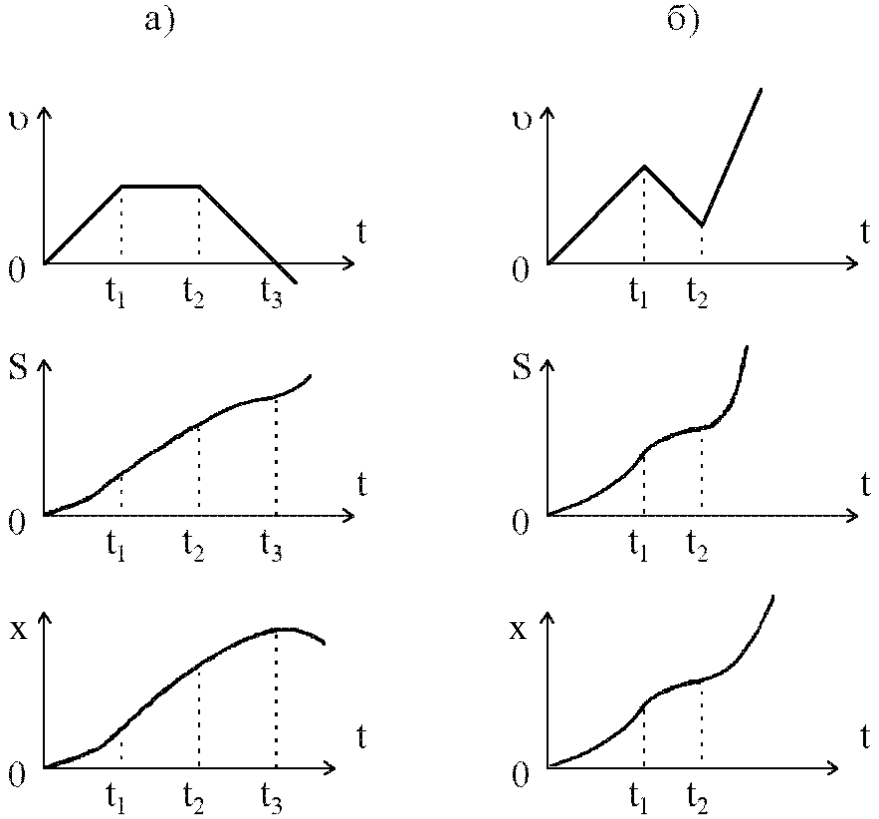 а) б)
υ t υ t
0 t₁ t₂ t₃ 0 t₁ t₂
S t S t
0 t₁ t₂ t₃ 0 t₁ t₂
x t x t
0 t₁ t₂ t₃ 0 t₁ t₂